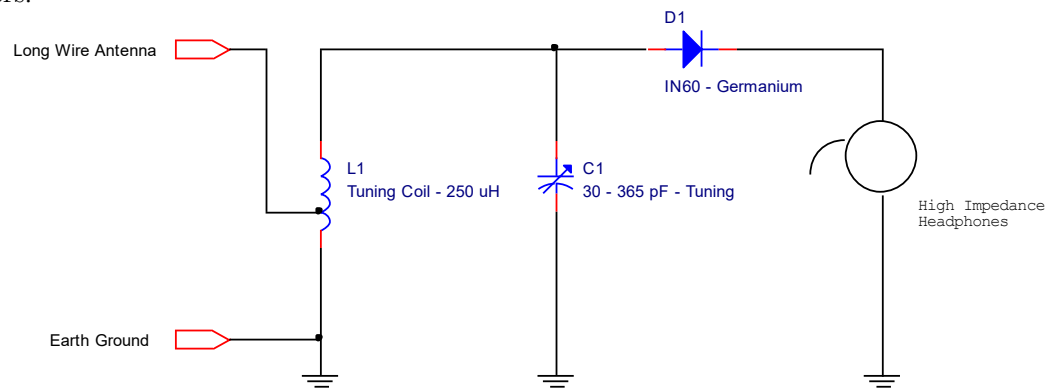 ers.
D1
Long Wire Antenna
IN60 - Germanium
L1
Tuning Coil - 250 uH
C1
30 - 365 pF - Tuning
High Impedance
Headphones
Earth Ground